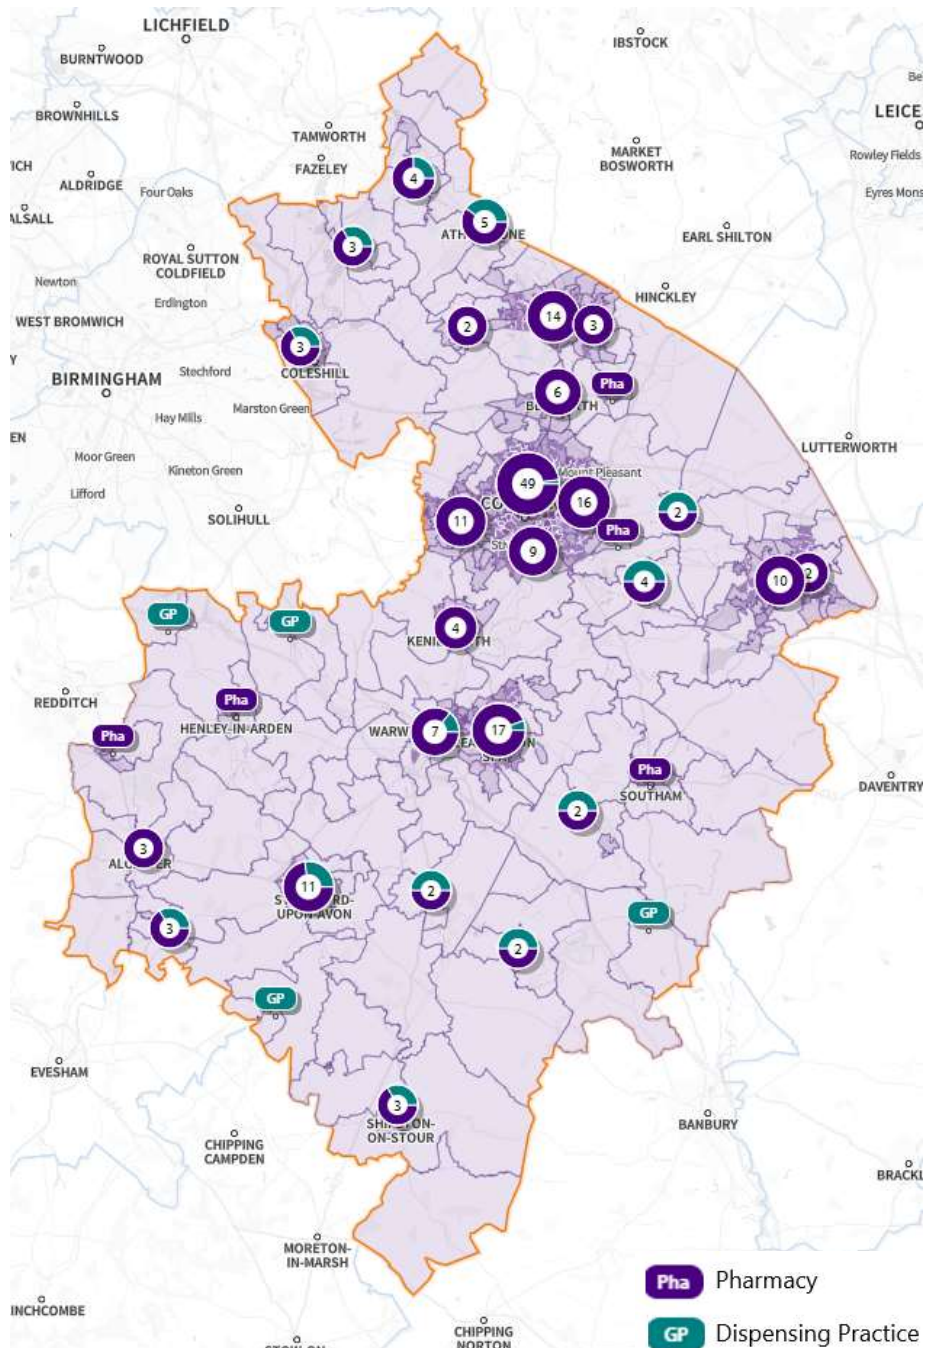 LICHFIELD
IBSTOCK
BURNTWOOD
BROWNHILLS
LEICE
TAMWORTH
FAZELEY
MARKET
BOSWORTH
Rowley Fields
ALDRIDGE
Four Oaks
4
Eyres Mons
ALSALL
5
ROYAL SUTTON
COLDFIELD
3
EARL SHILTON
Newton
Erdington
HINCKLEY
WEST BROMWICH
2
14
3
3
COLESHILL
Stechford
BIRMINGHAM
Pha
6
Marston Green
Hay Mills
LUTTERWORTH
Moor Green
Kineton Green
Mount Pleasant
49
Lifford
16
2
SOLIHULL
11
Pha
9
4
10
2
GP
GP
4
REDDITCH
Pha
HENLEY-IN-ARDEN
Pha
7
17
Pha
SOUTHAM
DAVENTRY
2
3
11
UPON-AVON
2
3
GP
2
GP
EVESHAM
3
ON-STOUR
BANBURY
CHIPPING
CAMPDEN
MORETON-
IN-MARSH
Pha Pharmacy
INCHCOMBE
GP Dispensing Practice
CHIPPING
NORTON